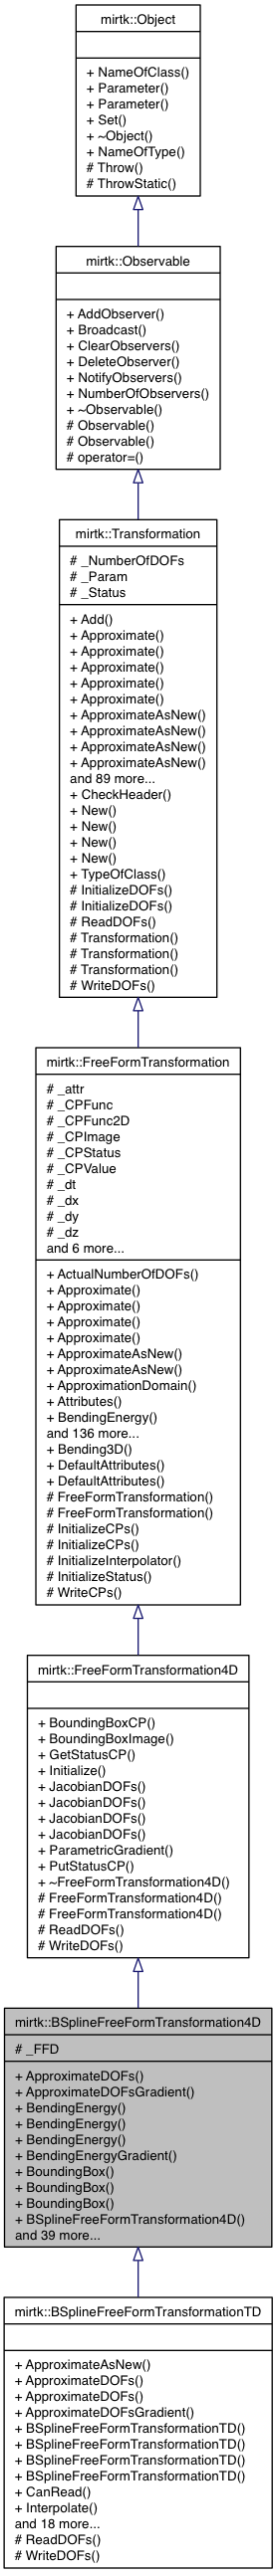 mirtk::Object
+ NameOfClass()
+ Parameter()
+ Parameter()
+ Set()
+ ~Object()
+ NameOfType()
# Throw()
# ThrowStatic()
mirtk::Observable
+ AddObserver()
+ Broadcast()
+ ClearObservers()
+ DeleteObserver()
+ NotifyObservers()
+ NumberOfObservers()
+ ~Observable()
# Observable()
# Observable()
# operator=()
mirtk::Transformation
# _NumberOfDOFs
# _Param
# _Status
+ Add()
+ Approximate()
+ Approximate()
+ Approximate()
+ Approximate()
+ Approximate()
+ ApproximateAsNew()
+ ApproximateAsNew()
+ ApproximateAsNew()
+ ApproximateAsNew()
and 89 more...
+ CheckHeader()
+ New()
+ New()
+ New()
+ New()
+ TypeOfClass()
# InitializeDOFs()
# InitializeDOFs()
# ReadDOFs()
# Transformation()
# Transformation()
# Transformation()
# WriteDOFs()
mirtk::FreeFormTransformation
# _attr
# _CPFunc
# _CPFunc2D
# _CPImage
# _CPStatus
# _CPValue
# _dt
# _dx
# _dy
# _dz
and 6 more...
+ ActualNumberOfDOFs()
+ Approximate()
+ Approximate()
+ Approximate()
+ Approximate()
+ ApproximateAsNew()
+ ApproximateAsNew()
+ ApproximationDomain()
+ Attributes()
+ BendingEnergy()
and 136 more...
+ Bending3D()
+ DefaultAttributes()
+ DefaultAttributes()
# FreeFormTransformation()
# FreeFormTransformation()
# InitializeCPs()
# InitializeCPs()
# InitializeInterpolator()
# InitializeStatus()
# WriteCPs()
mirtk::FreeFormTransformation4D
+ BoundingBoxCP()
+ BoundingBoxImage()
+ GetStatusCP()
+ Initialize()
+ JacobianDOFs()
+ JacobianDOFs()
+ JacobianDOFs()
+ JacobianDOFs()
+ ParametricGradient()
+ PutStatusCP()
+ ~FreeFormTransformation4D()
# FreeFormTransformation4D()
# FreeFormTransformation4D()
# ReadDOFs()
# WriteDOFs()
mirtk::BSplineFreeFormTransformation4D
# _FFD
+ ApproximateDOFs()
+ ApproximateDOFsGradient()
+ BendingEnergy()
+ BendingEnergy()
+ BendingEnergy()
+ BendingEnergyGradient()
+ BoundingBox()
+ BoundingBox()
+ BoundingBox()
+ BSplineFreeFormTransformation4D()
and 39 more...
mirtk::BSplineFreeFormTransformationTD
+ ApproximateAsNew()
+ ApproximateDOFs()
+ ApproximateDOFs()
+ ApproximateDOFsGradient()
+ BSplineFreeFormTransformationTD()
+ BSplineFreeFormTransformationTD()
+ BSplineFreeFormTransformationTD()
+ BSplineFreeFormTransformationTD()
+ CanRead()
+ Interpolate()
and 18 more...
# ReadDOFs()
# WriteDOFs()